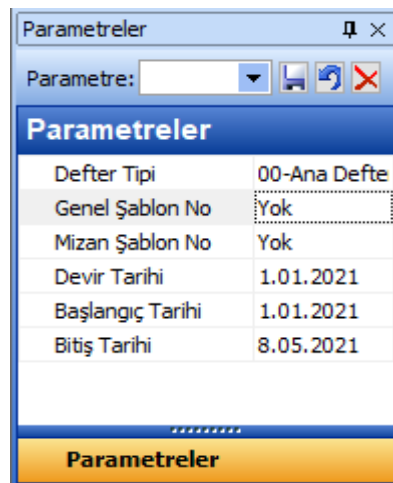 Parametreler
Parametre:
Parametreler
Defter Tipi 00-Ana Defte
Genel Şablon No Yok
Mizan Şablon No Yok
Devir Tarihi 1.01.2021
Başlangıç Tarihi 1.01.2021
Bitiş Tarihi 8.05.2021
Parametreler